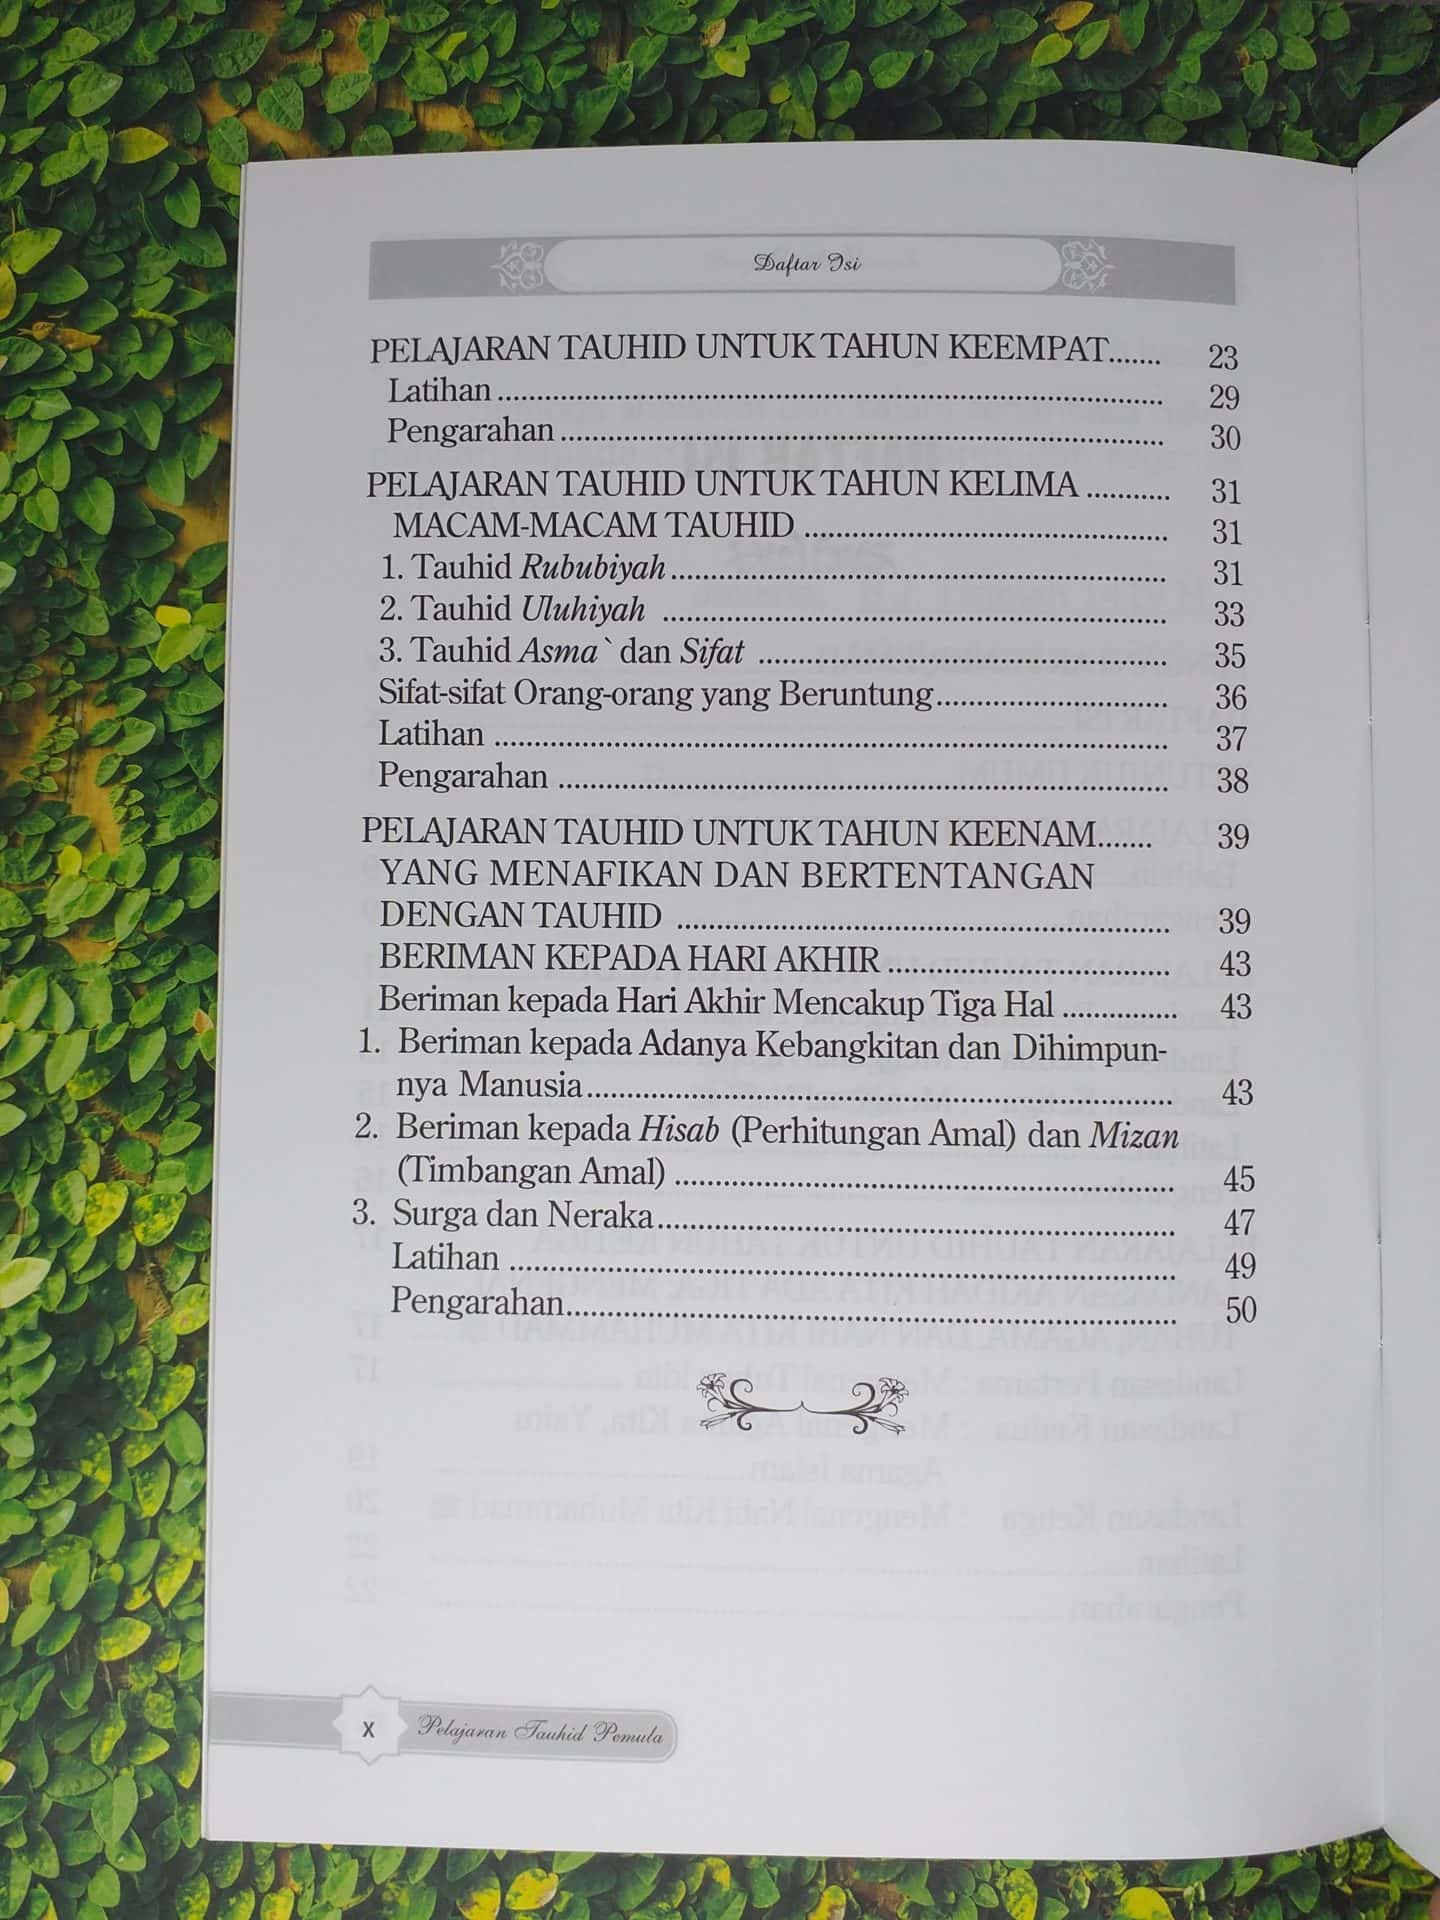 Daftar Isi
PELAJARAN TAUHID UNTUK TAHUN KEEMPAT....... 23
Latihan ........ 29
Pengarahan ........ 30
PELAJARAN TAUHID UNTUK TAHUN KELIMA ........... 31
MACAM-MACAM TAUHID ........ 31
1. Tauhid Rububiyah ........ 31
2. Tauhid Uluhiyah ........ 33
3. Tauhid Asma` dan Sifat ........ 35
Sifat-sifat Orang-orang yang Beruntung ........ 36
Latihan ........ 37
Pengarahan ........ 38
PELAJARAN TAUHID UNTUK TAHUN KEENAM....... 39
YANG MENAFIKAN DAN BERTENTANGAN
DENGAN TAUHID ........ 39
BERIMAN KEPADA HARI AKHIR ........ 43
Beriman kepada Hari Akhir Mencakup Tiga Hal ........ 43
1. Beriman kepada Adanya Kebangkitan dan Dihimpun-
nya Manusia ........ 43
2. Beriman kepada Hisab (Perhitungan Amal) dan Mizan
(Timbangan Amal) ........ 45
3. Surga dan Neraka ........ 47
Latihan ........ 49
Pengarahan ........ 50
X Pelajaran Tauhid Pemula